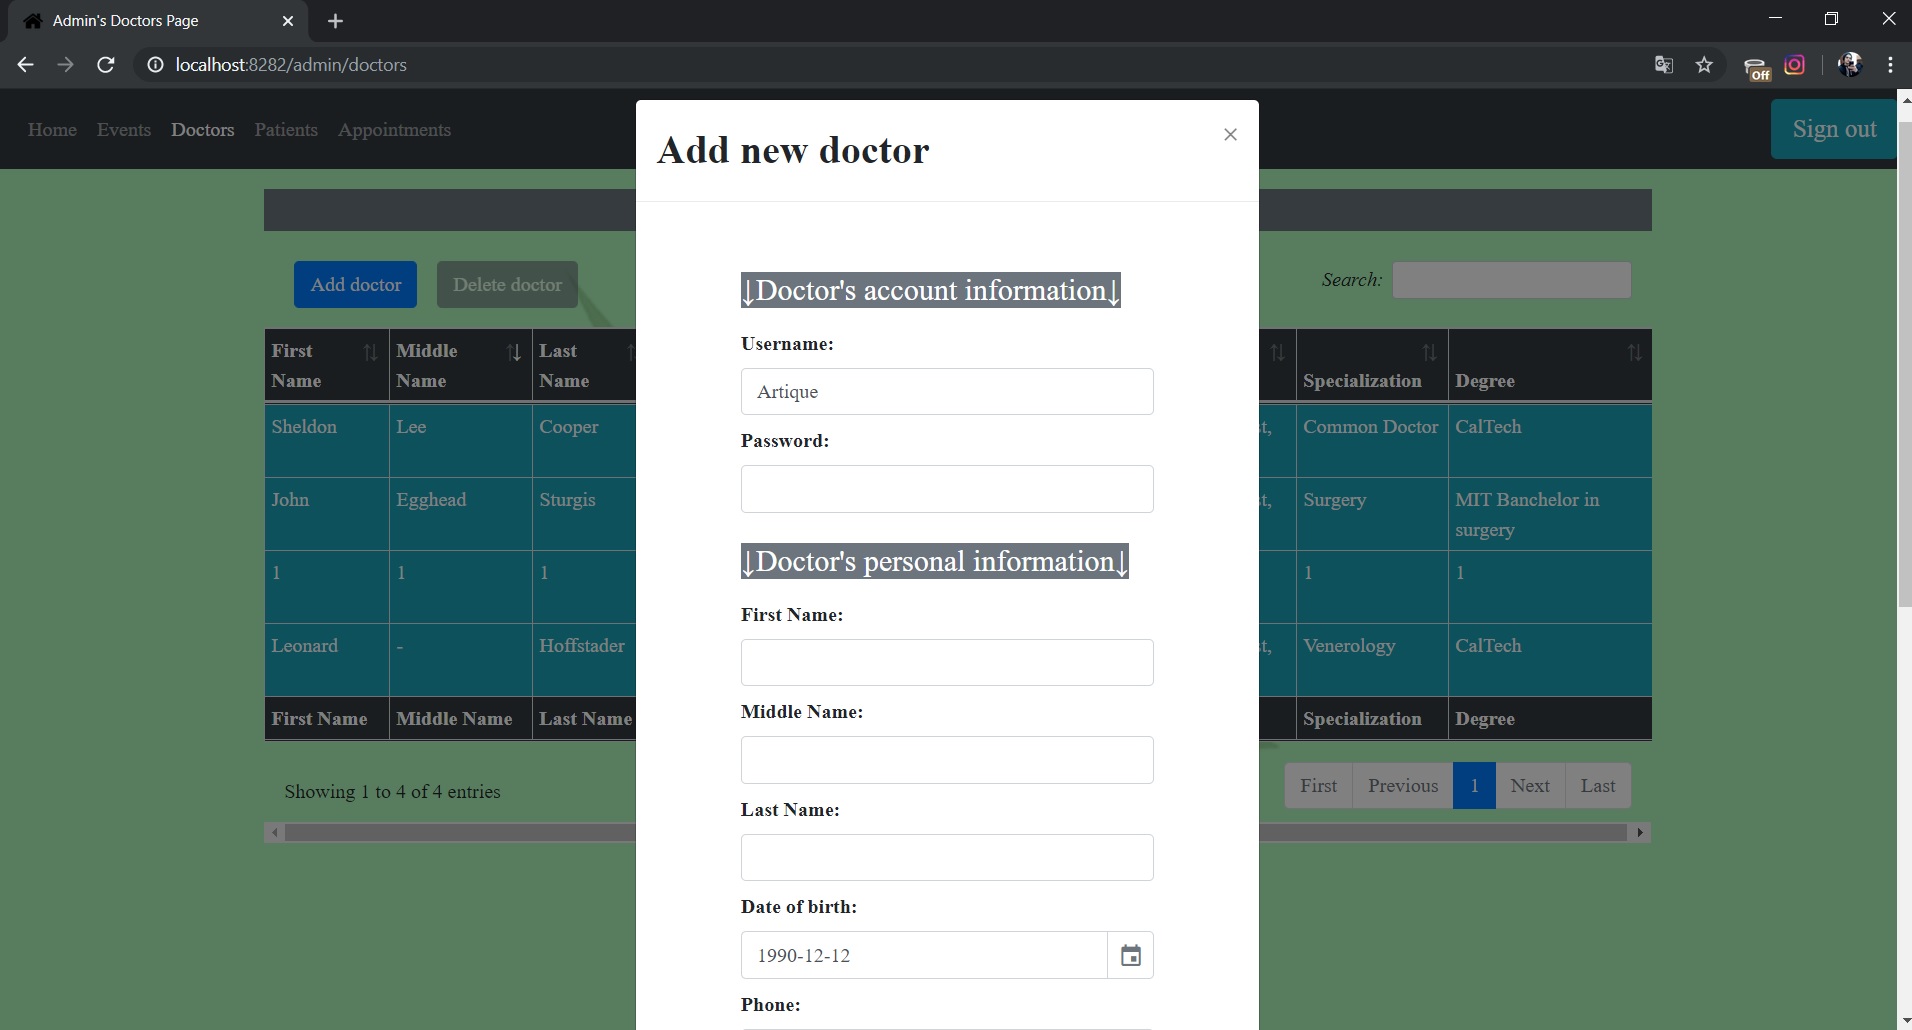 Admin's Doctors Page
localhost:8282/admin/doctors
Off
Home Events Doctors Patients Appointments
Sign out
Add new doctor
×
Add doctor
Delete doctor
Search:
First Name
Middle Name
Last Name
Specialization
Degree
Sheldon Lee Cooper t, Common Doctor CalTech
John Egghead Sturgis t, Surgery MIT Banchelor in surgery
1 1 1 1 1
Leonard - Hoffstader t, Venerology CalTech
First Name Middle Name Last Name Specialization Degree
Showing 1 to 4 of 4 entries
First Previous 1 Next Last
↓Doctor's account information↓
Username:
Artique
Password:
↓Doctor's personal information↓
First Name:
Middle Name:
Last Name:
Date of birth:
1990-12-12
Phone: